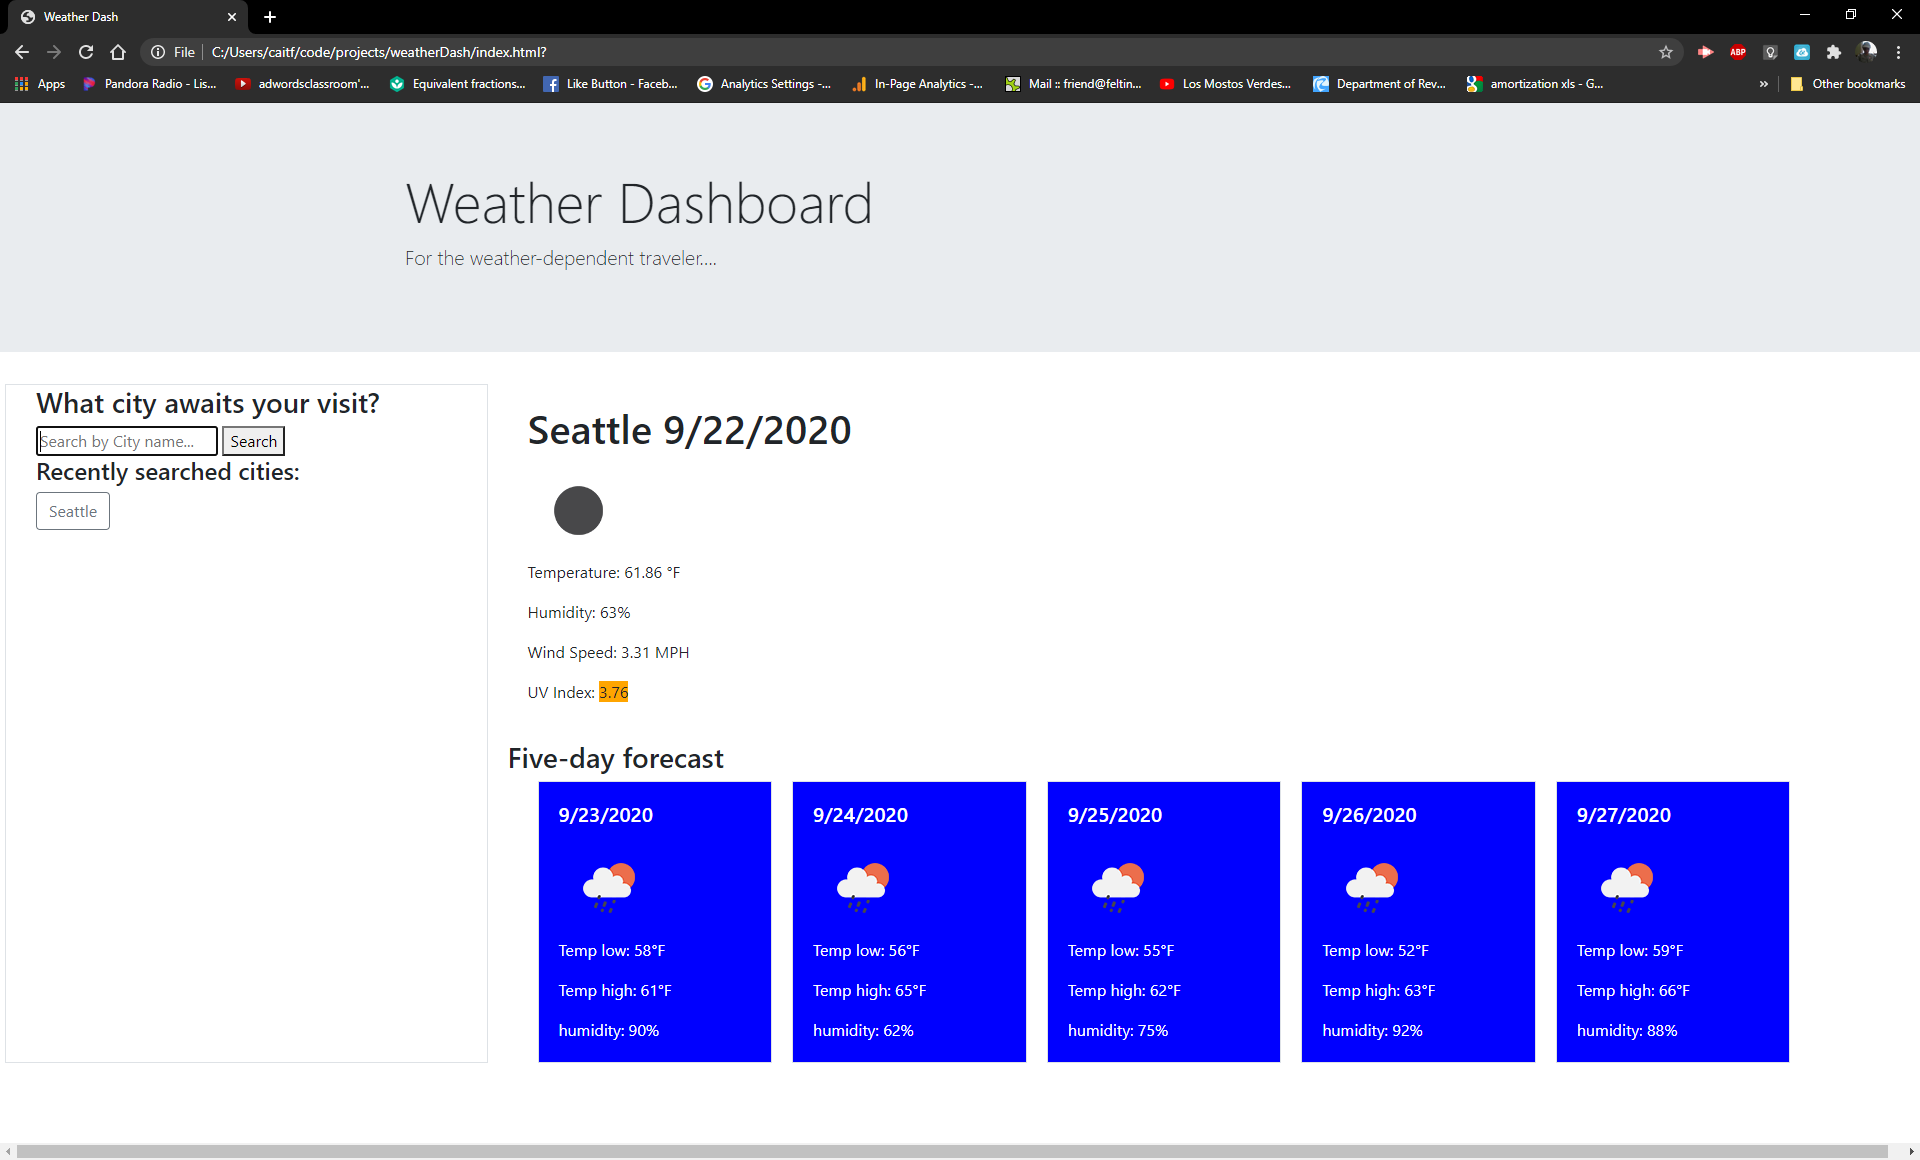 Weather Dash
File C:/Users/caitf/code/projects/weatherDash/index.html?
ABP
Apps Pandora Radio - Lis... adwordsclassroom'... Equivalent fractions... Like Button - Faceb... Analytics Settings -... In-Page Analytics -... Mail :: friend@feltin... Los Mostos Verdes... Department of Rev... amortization xls - G... » Other bookmarks
Weather Dashboard
For the weather-dependent traveler....
What city awaits your visit?
Search by City name... Search
Recently searched cities:
Seattle
Seattle 9/22/2020
Temperature: 61.86 °F
Humidity: 63%
Wind Speed: 3.31 MPH
UV Index: 3.76
Five-day forecast
9/23/2020
Temp low: 58°F
Temp high: 61°F
humidity: 90%
9/24/2020
Temp low: 56°F
Temp high: 65°F
humidity: 62%
9/25/2020
Temp low: 55°F
Temp high: 62°F
humidity: 75%
9/26/2020
Temp low: 52°F
Temp high: 63°F
humidity: 92%
9/27/2020
Temp low: 59°F
Temp high: 66°F
humidity: 88%